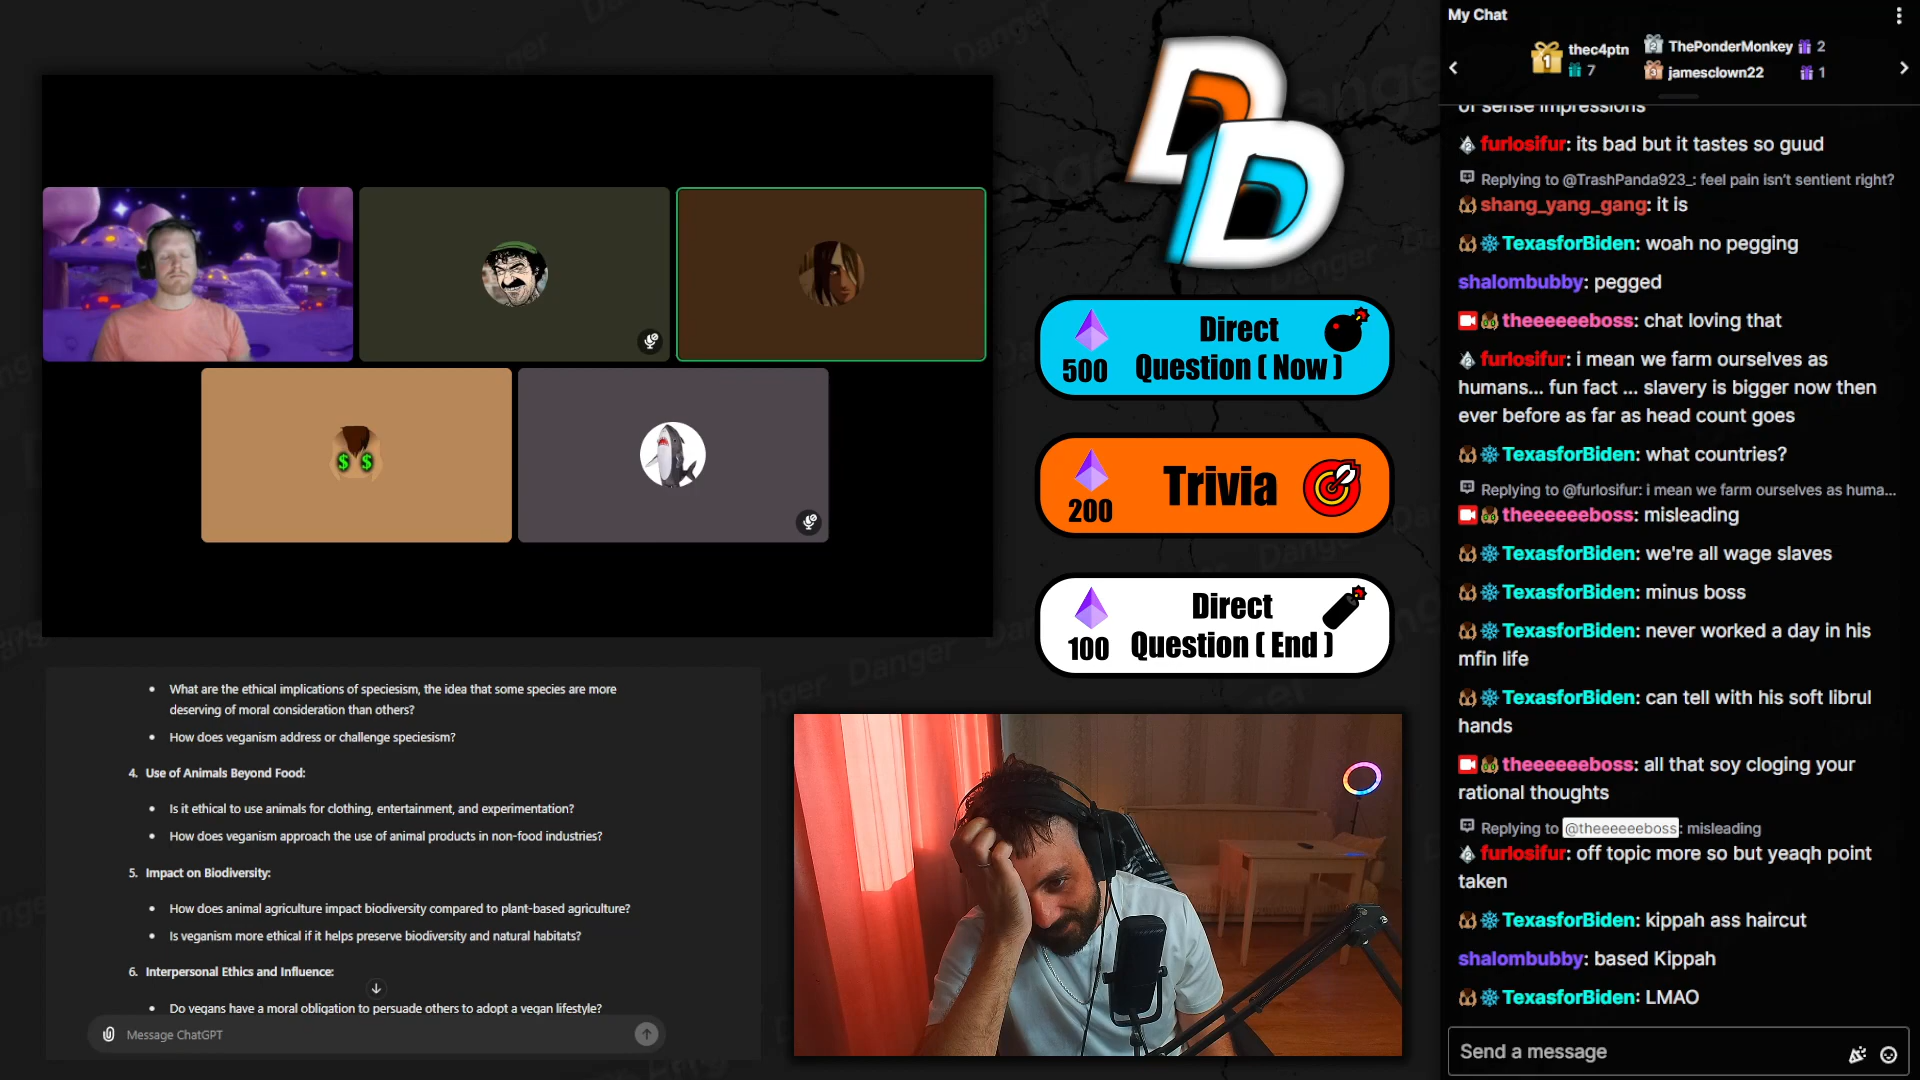 $ $
DD
500
Direct
Question ( Now )
200
Trivia
100
Direct
Question ( End )
What are the ethical implications of speciesism, the idea that some species are more
deserving of moral consideration than others?
How does veganism address or challenge speciesism?
4. Use of Animals Beyond Food:
Is it ethical to use animals for clothing, entertainment, and experimentation?
How does veganism approach the use of animal products in non-food industries?
5. Impact on Biodiversity:
How does animal agriculture impact biodiversity compared to plant-based agriculture?
Is veganism more ethical if it helps preserve biodiversity and natural habitats?
6. Interpersonal Ethics and Influence:
Do vegans have a moral obligation to persuade others to adopt a vegan lifestyle?
Message ChatGPT
My Chat
1 thec4ptn
7
2 ThePonderMonkey 2
3 jamesclown22 1
of sense impressions
furlosifur: its bad but it tastes so guud
Replying to @TrashPanda923_: feel pain isn't sentient right?
shang_yang_gang: it is
TexasforBiden: woah no pegging
shalombubby: pegged
theeeeeeboss: chat loving that
furlosifur: i mean we farm ourselves as
humans... fun fact ... slavery is bigger now then
ever before as far as head count goes
TexasforBiden: what countries?
Replying to @furlosifur: i mean we farm ourselves as huma...
theeeeeeboss: misleading
TexasforBiden: we're all wage slaves
TexasforBiden: minus boss
TexasforBiden: never worked a day in his
mfin life
TexasforBiden: can tell with his soft librul
hands
theeeeeeboss: all that soy cloging your
rational thoughts
Replying to @theeeeeeboss: misleading
furlosifur: off topic more so but yeaqh point
taken
TexasforBiden: kippah ass haircut
shalombubby: based Kippah
TexasforBiden: LMAO
Send a message